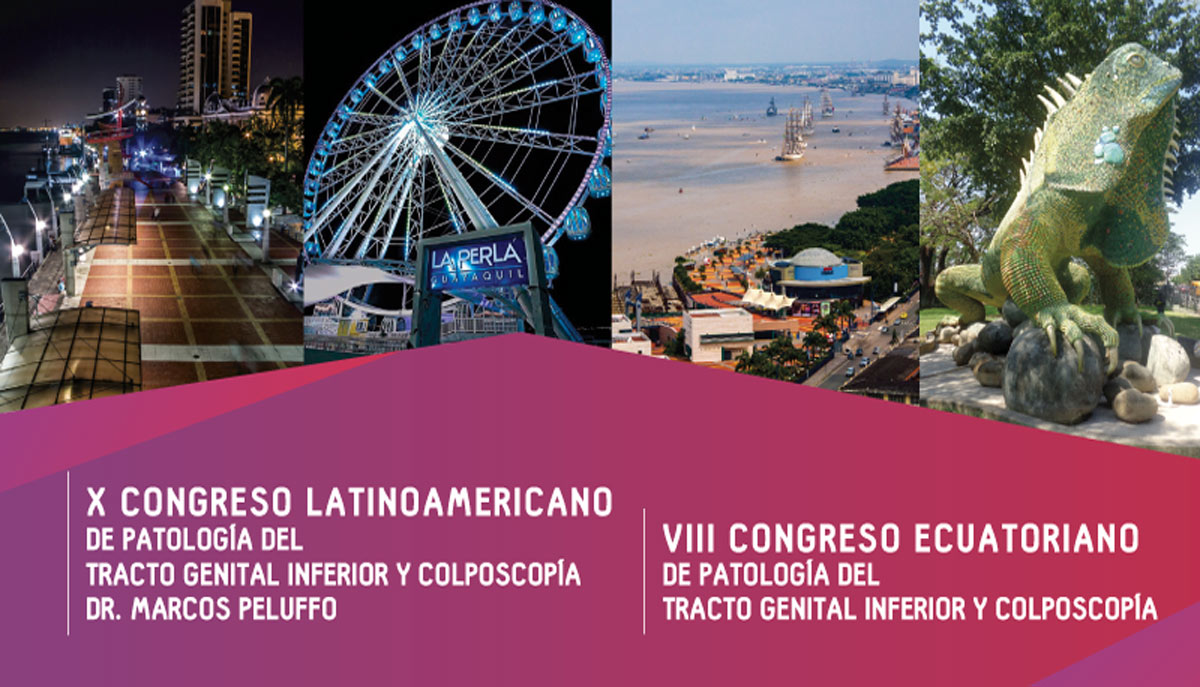 LA PERLA
GUAYAQUIL
X CONGRESO LATINOAMERICANO
DE PATOLOGÍA DEL
TRACTO GENITAL INFERIOR Y COLPOSCOPÍA
DR. MARCOS PELUFFO
VIII CONGRESO ECUATORIANO
DE PATOLOGÍA DEL
TRACTO GENITAL INFERIOR Y COLPOSCOPÍA